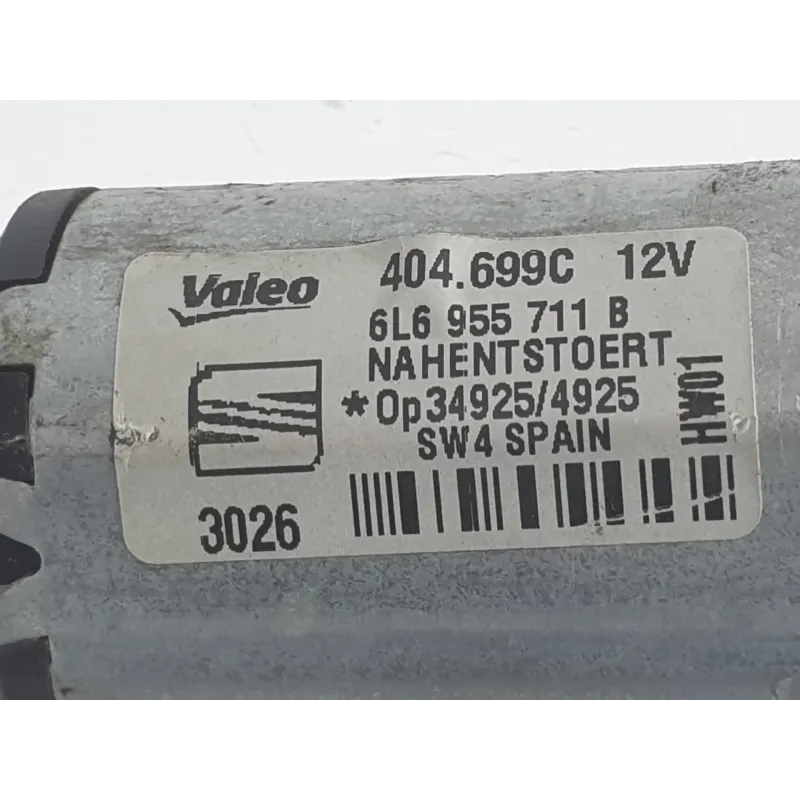 Valeo 404.699C 12V
6L6 955 711 B
NAHENTSTOERT
*Op34925/4925
SW4 SPAIN
HW01
3026